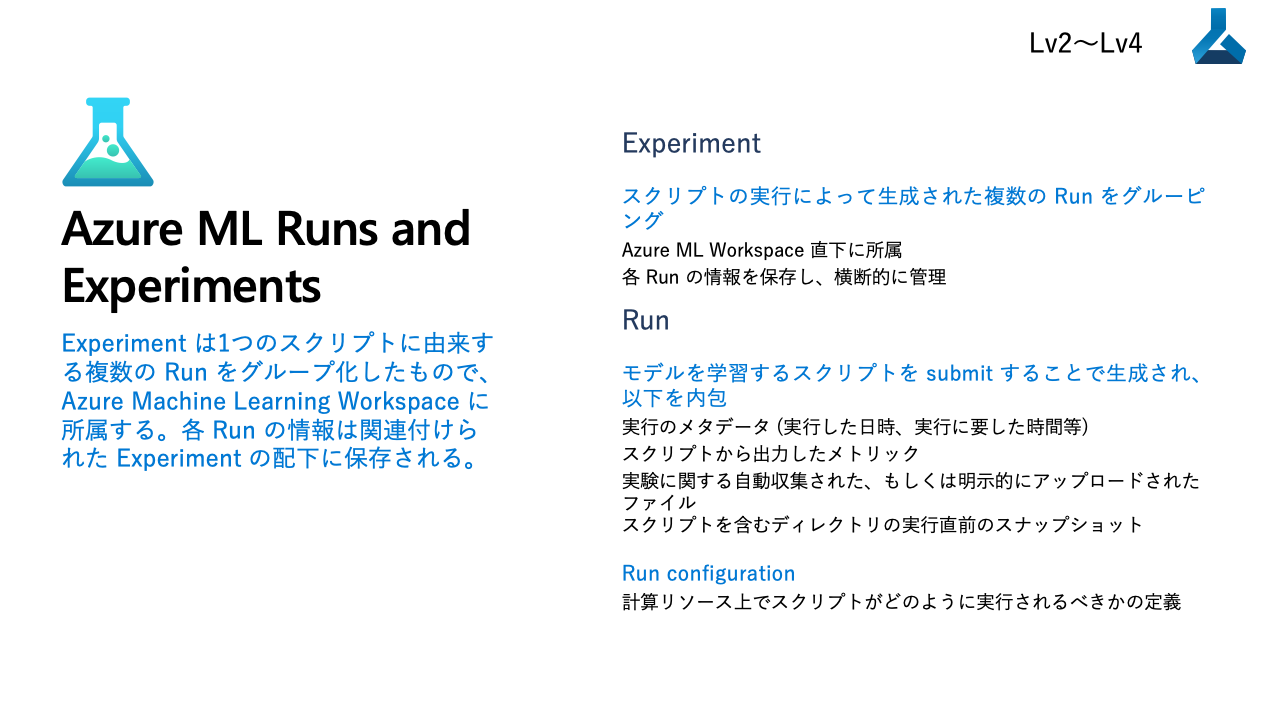 Lv2～Lv4
Azure ML Runs and
Experiments
Experiment は1つのスクリプトに由来す
る複数の Run をグループ化したもので、
Azure Machine Learning Workspace に
所属する。各 Run の情報は関連付けら
れた Experiment の配下に保存される。
Experiment
スクリプトの実行によって生成された複数の Run をグルーピ
ング
Azure ML Workspace 直下に所属
各 Run の情報を保存し、横断的に管理
Run
モデルを学習するスクリプトを submit することで生成され、
以下を内包
実行のメタデータ (実行した日時、実行に要した時間等)
スクリプトから出力したメトリック
実験に関する自動収集された、もしくは明示的にアップロードされた
ファイル
スクリプトを含むディレクトリの実行直前のスナップショット
Run configuration
計算リソース上でスクリプトがどのように実行されるべきかの定義